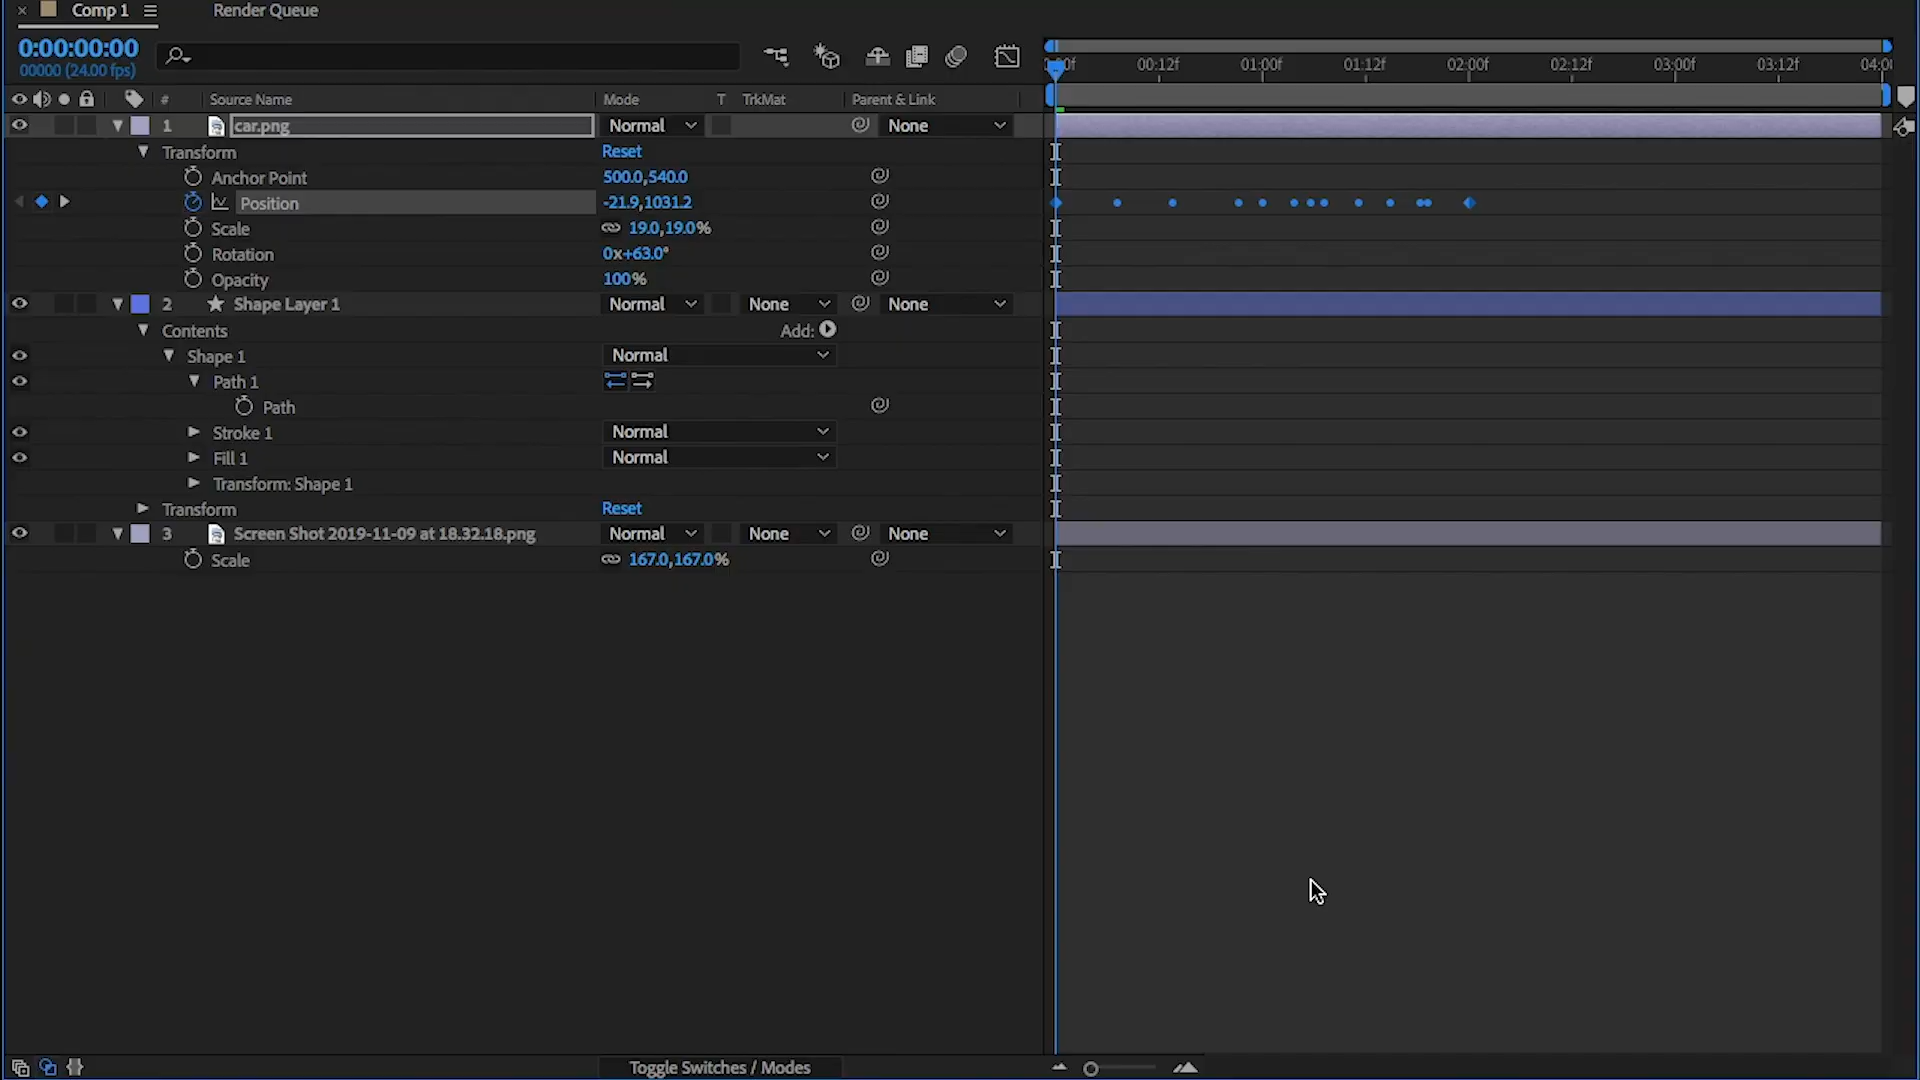 Comp 1 Render Queue
0:00:00:00
00000 (24.00 fps)
00:12f 01:00f 01:12f 02:00f 02:12f 03:00f 03:12f
# Source Name Mode T TrkMat Parent & Link
1 car.png Normal None
Transform Reset
Anchor Point 500.0,540.0
Position -21.9,1031.2
Scale 19.0,19.0%
Rotation 0x+63.0°
Opacity 100%
2 Shape Layer 1 Normal None None
Contents Add:
Shape 1 Normal
Path 1
Path
Stroke 1 Normal
Fill 1 Normal
Transform: Shape 1
Transform Reset
3 Screen Shot 2019-11-09 at 18.32.18.png Normal None None
Scale 167.0,167.0%
Toggle Switches / Modes